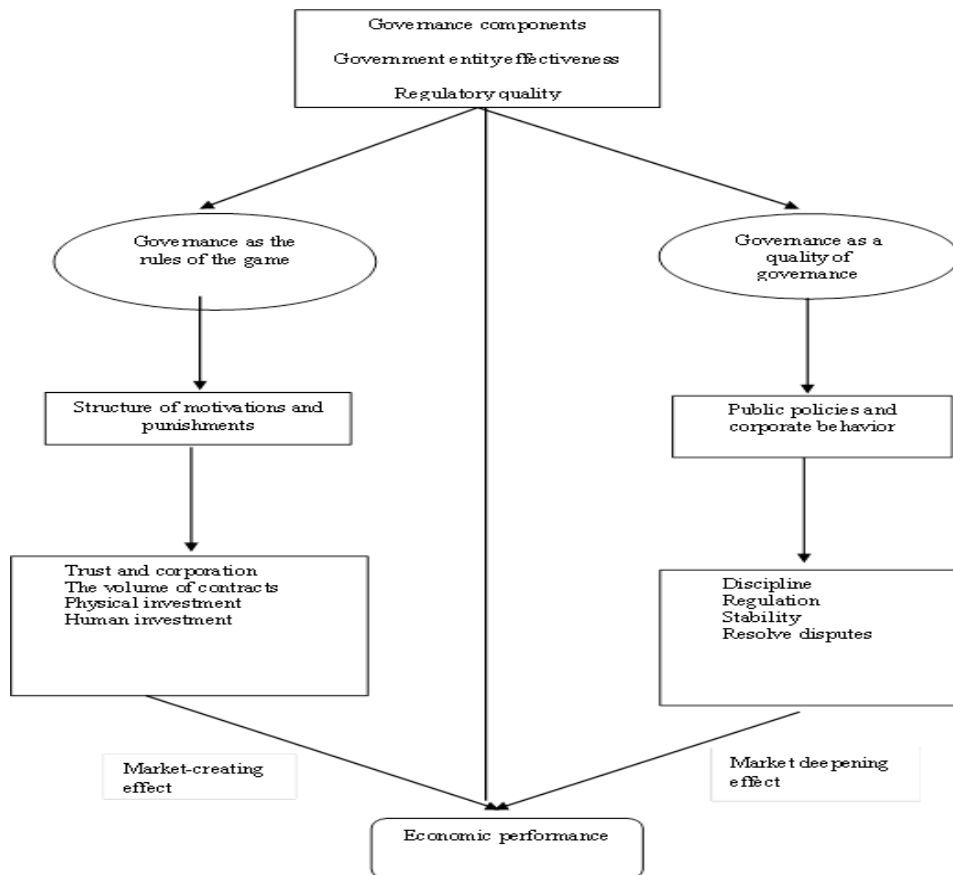 Governance components
Government entity effectiveness
Regulatory quality
Governance as the
rules of the game
Governance as a
quality of
governance
Structure of motivations and
punishments
Public policies and
corporate behavior
Trust and corporation
The volume of contracts
Physical investment
Human investment
Discipline
Regulation
Stability
Resolve disputes
Market-creating
effect
Market deepening
effect
Economic performance